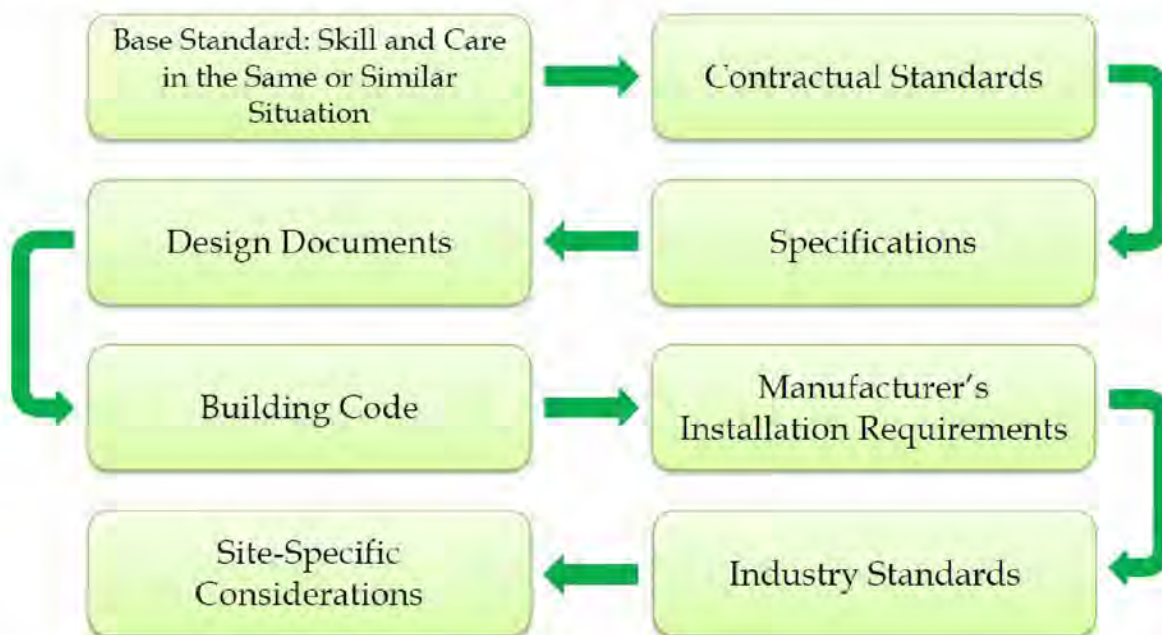 Base Standard: Skill and Care
in the Same or Similar
Situation
Contractual Standards
Specifications
Design Documents
Building Code
Manufacturer’s
Installation Requirements
Industry Standards
Site-Specific
Considerations